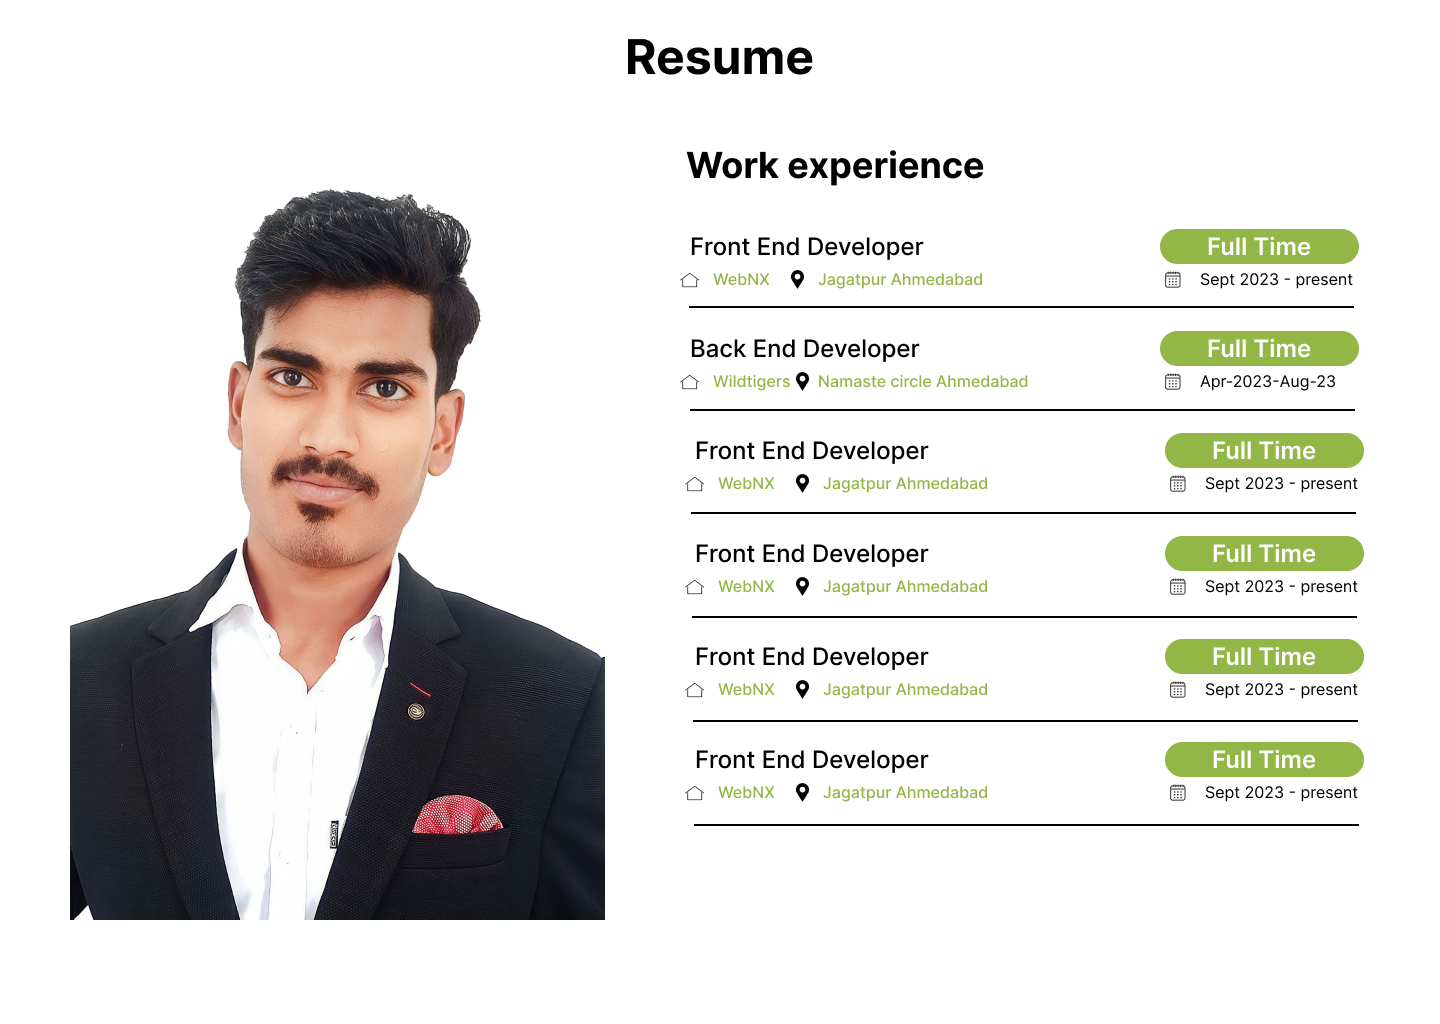 Resume
Work experience
Front End Developer
Full Time
WebNX Jagatpur Ahmedabad
Sept 2023 - present
Back End Developer
Full Time
Wildtigers Namaste circle Ahmedabad
Apr-2023-Aug-23
Front End Developer
Full Time
WebNX Jagatpur Ahmedabad
Sept 2023 - present
Front End Developer
Full Time
WebNX Jagatpur Ahmedabad
Sept 2023 - present
Front End Developer
Full Time
WebNX Jagatpur Ahmedabad
Sept 2023 - present
Front End Developer
Full Time
WebNX Jagatpur Ahmedabad
Sept 2023 - present